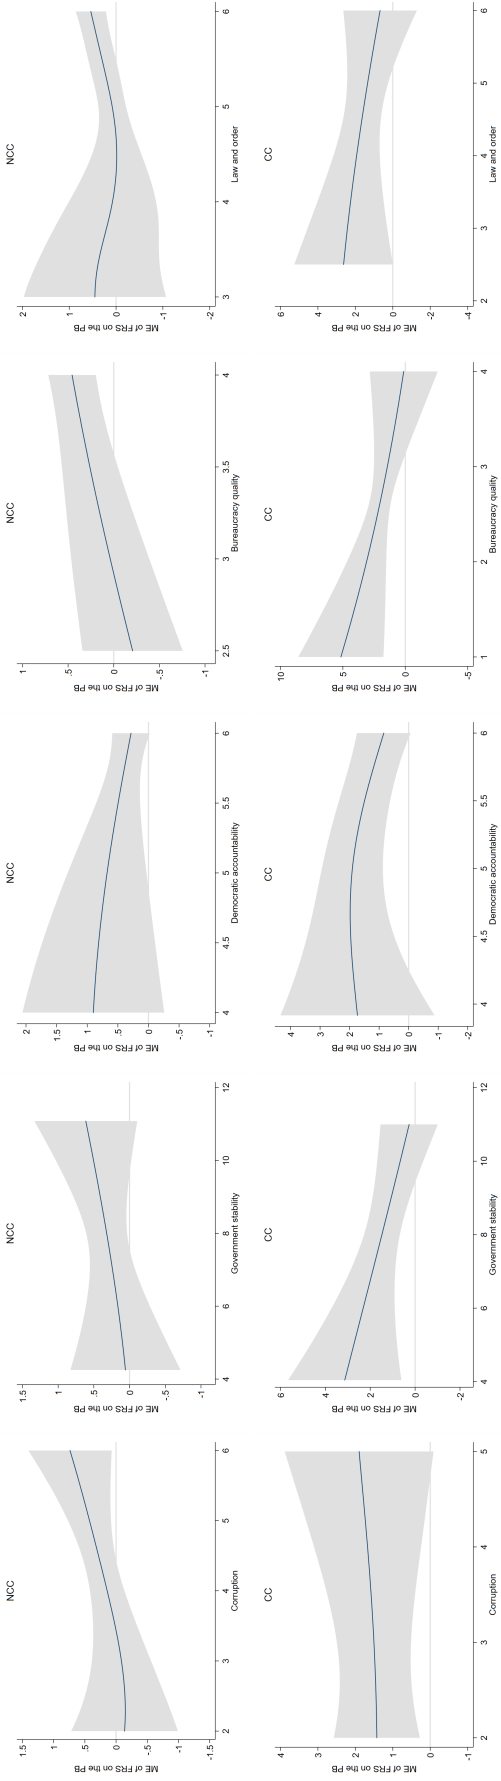 NCC
ME of FRS on the PB
1.5
1
.5
0
-.5
-1
-1.5
2 3 4 5 6
Corruption
NCC
ME of FRS on the PB
1.5
1
.5
0
-.5
-1
4 6 8 10 12
Government stability
NCC
ME of FRS on the PB
2
1.5
1
.5
0
-.5
-1
4 4.5 5 5.5 6
Democratic accountability
NCC
ME of FRS on the PB
1
.5
0
-.5
-1
2.5 3 3.5 4
Bureaucracy quality
NCC
ME of FRS on the PB
2
1
0
-1
-2
3 4 5 6
Law and order
CC
ME of FRS on the PB
4
3
2
1
0
-1
2 3 4 5
Corruption
CC
ME of FRS on the PB
6
4
2
0
-2
4 6 8 10 12
Government stability
CC
ME of FRS on the PB
4
3
2
1
0
-1
-2
4 4.5 5 5.5 6
Democratic accountability
CC
ME of FRS on the PB
10
5
0
-5
1 2 3 4
Bureaucracy quality
CC
ME of FRS on the PB
6
4
2
0
-2
-4
2 3 4 5 6
Law and order